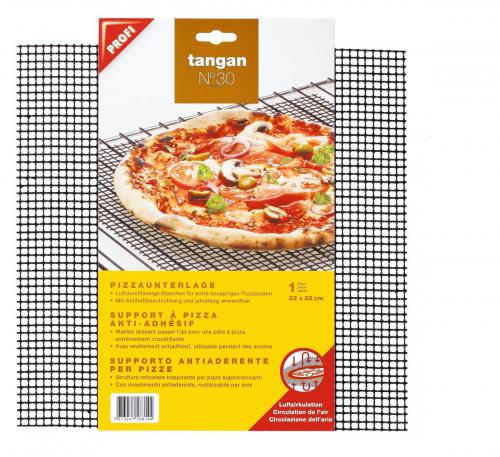 PROFI
tangan
N°30
PIZZAUNTERLAGE
• Luftdurchlässige Maschen für extra knusprigen Pizzaboden
• Mit Antihaftbeschichtung und jahrelang anwendbar
1
32 x 32 cm
SUPPORT À PIZZA
ANTI-ADHÉSIF
• Mailles laissant passer l'air pour une pâte à pizza
extrêmement croustillante
• Avec revêtement antiadhésif, utilisable pendant des années
SUPPORTO ANTIADERENTE
PER PIZZE
• Struttura reticolare traspirante per pizze supercroccanti
• Con rivestimento antiaderente, riutilizzabile per anni
Luftzirkulation
Circulation de l'air
Circolazione dell'aria